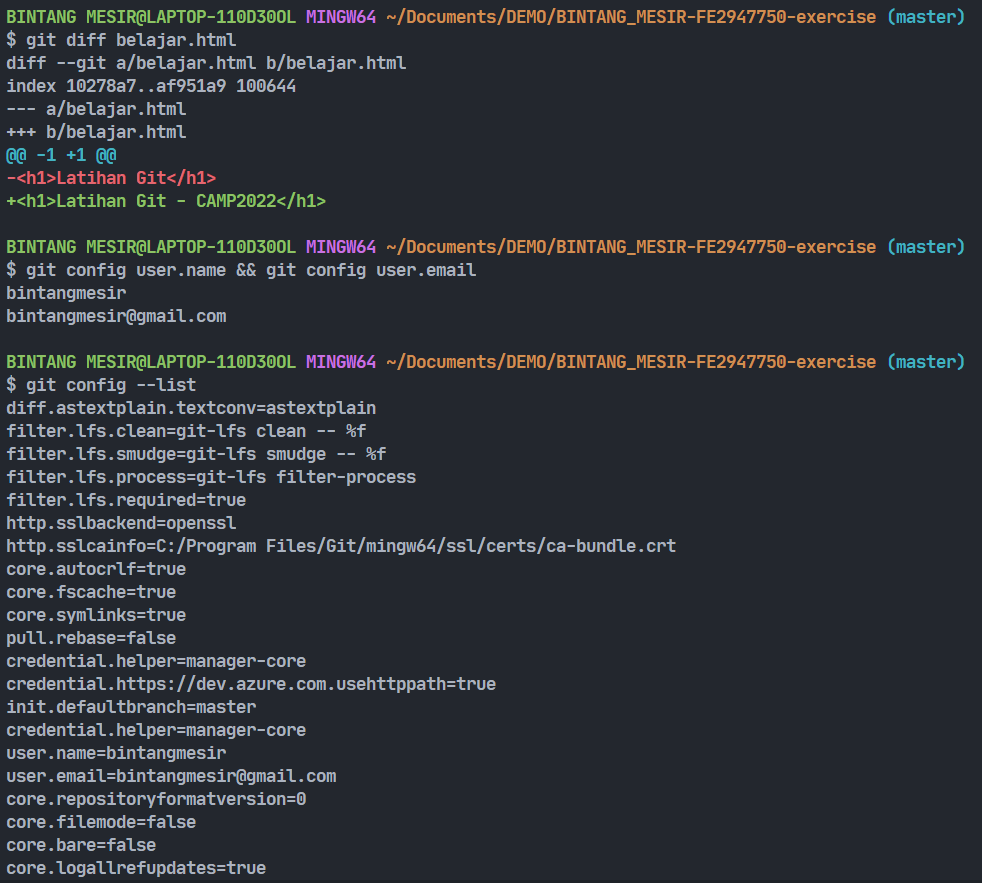 BINTANG MESIR@LAPTOP-110D30OL MINGW64 ~/Documents/DEMO/BINTANG_MESIR-FE2947750-exercise (master)
$ git diff belajar.html
diff --git a/belajar.html b/belajar.html
index 10278a7..af951a9 100644
--- a/belajar.html
+++ b/belajar.html
@@ -1 +1 @@
-<h1>Latihan Git</h1>
+<h1>Latihan Git - CAMP2022</h1>
BINTANG MESIR@LAPTOP-110D30OL MINGW64 ~/Documents/DEMO/BINTANG_MESIR-FE2947750-exercise (master)
$ git config user.name && git config user.email
bintangmesir
bintangmesir@gmail.com
BINTANG MESIR@LAPTOP-110D30OL MINGW64 ~/Documents/DEMO/BINTANG_MESIR-FE2947750-exercise (master)
$ git config --list
diff.astextplain.textconv=astextplain
filter.lfs.clean=git-lfs clean -- %f
filter.lfs.smudge=git-lfs smudge -- %f
filter.lfs.process=git-lfs filter-process
filter.lfs.required=true
http.sslbackend=openssl
http.sslcainfo=C:/Program Files/Git/mingw64/ssl/certs/ca-bundle.crt
core.autocrlf=true
core.fscache=true
core.symlinks=true
pull.rebase=false
credential.helper=manager-core
credential.https://dev.azure.com.usehttppath=true
init.defaultbranch=master
credential.helper=manager-core
user.name=bintangmesir
user.email=bintangmesir@gmail.com
core.repositoryformatversion=0
core.filemode=false
core.bare=false
core.logallrefupdates=true